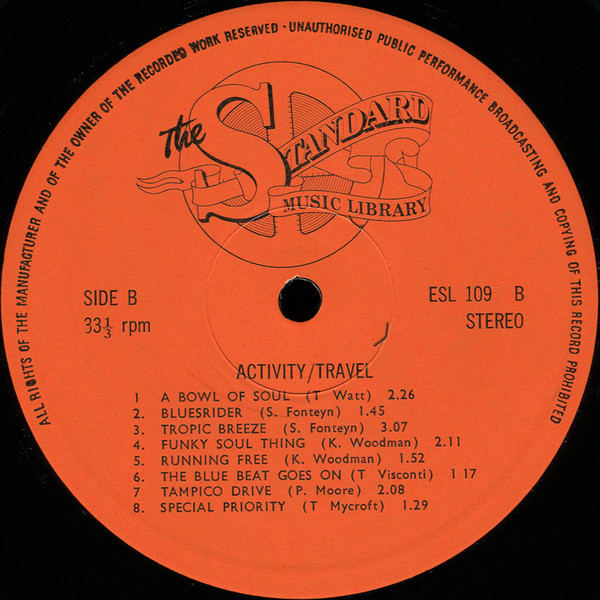 ALL RIGHTS OF THE MANUFACTURER AND OF THE OWNER OF THE RECORDED WORK RESERVED · UNAUTHORISED PUBLIC PERFORMANCE BROADCASTING AND COPYING OF THIS RECORD PROHIBITED
The STANDARD
MUSIC LIBRARY
SIDE B
33⅓ rpm
ESL 109 B
STEREO
ACTIVITY/TRAVEL
1 A BOWL OF SOUL (T Watt) 2.26
2. BLUESRIDER (S. Fonteyn) 1.45
3. TROPIC BREEZE (S. Fonteyn) 3.07
4. FUNKY SOUL THING (K. Woodman) 2.11
5. RUNNING FREE (K. Woodman) 1.52
6. THE BLUE BEAT GOES ON (T Visconti) 1 17
7 TAMPICO DRIVE (P. Moore) 2.08
8. SPECIAL PRIORITY (T Mycroft) 1.29